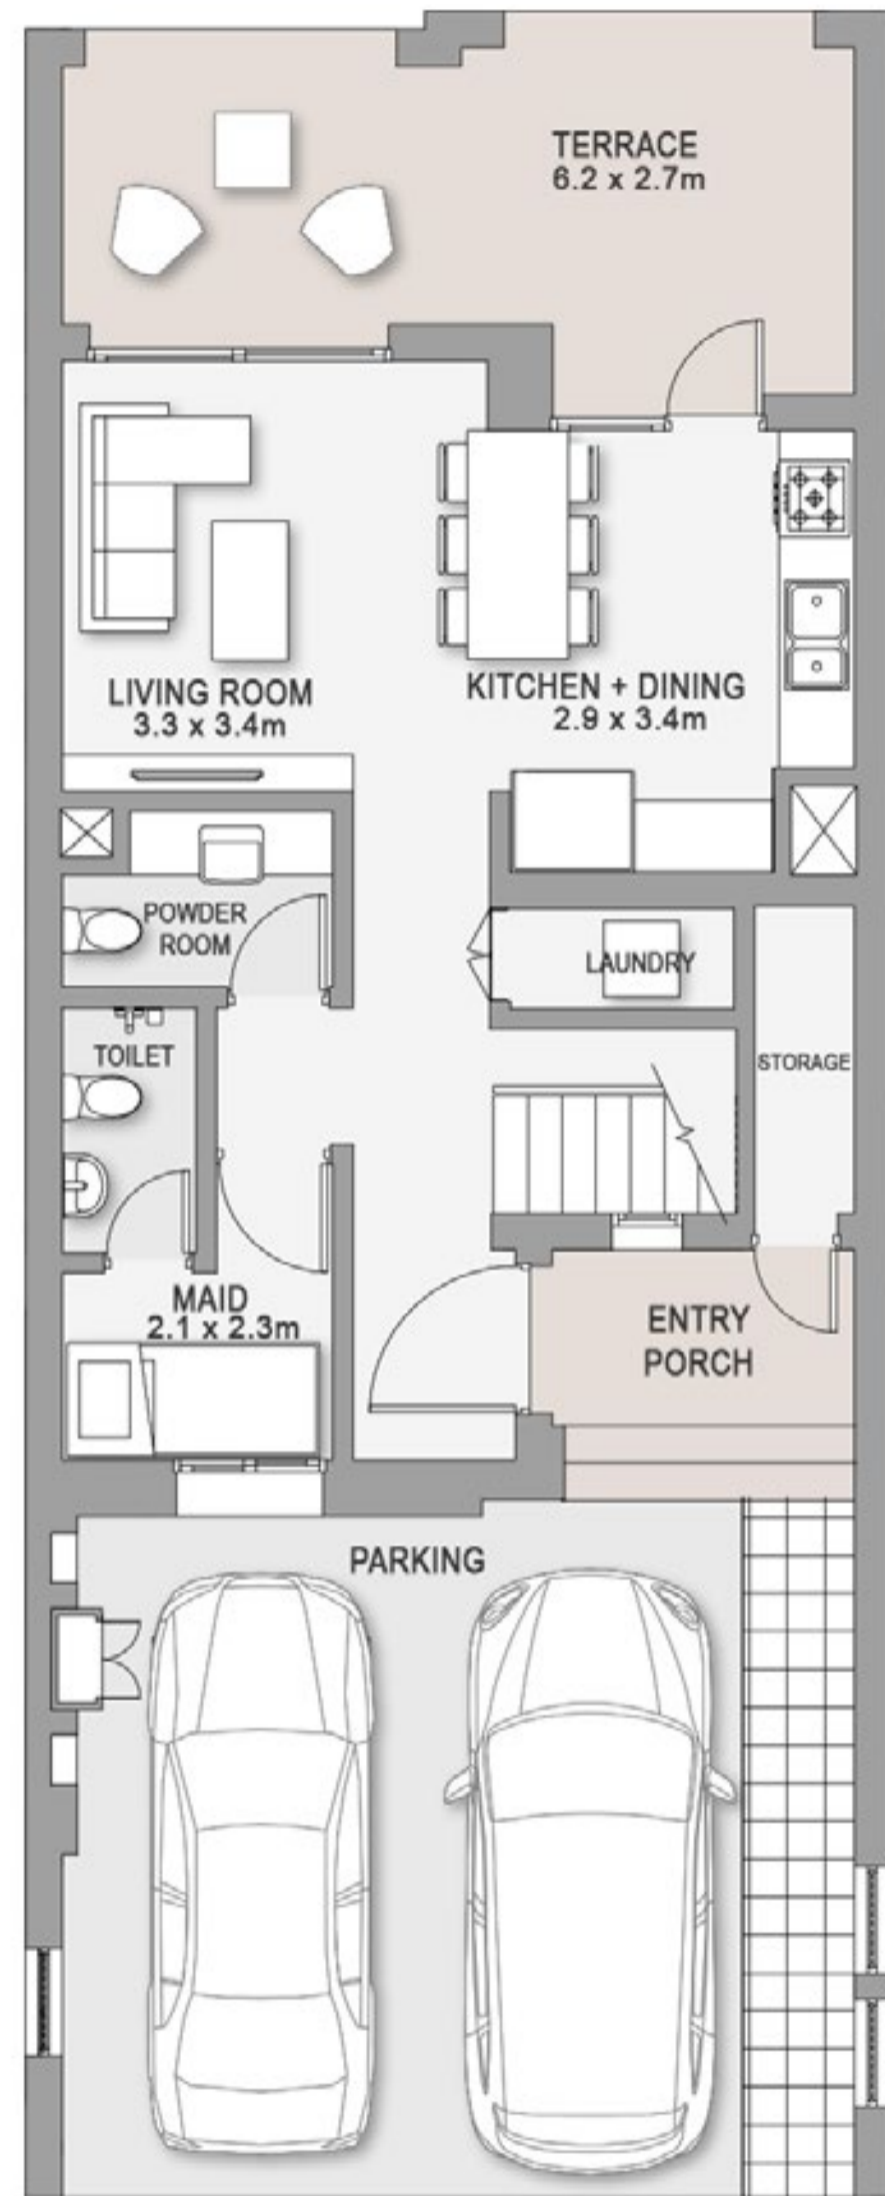 TERRACE
6.2 x 2.7m
LIVING ROOM
3.3 x 3.4m
KITCHEN + DINING
2.9 x 3.4m
POWDER
ROOM
LAUNDRY
TOILET
STORAGE
MAID
2.1 x 2.3m
ENTRY
PORCH
PARKING